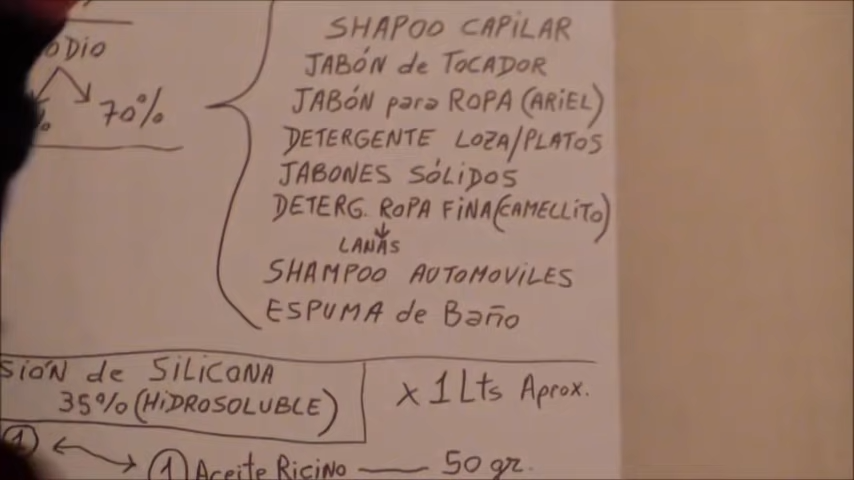 SHAPOO CAPILAR
ODIO
JABÓN de TOCADOR
70%
JABÓN para ROPA (ARIEL)
DETERGENTE LOZA/PLATOS
JABONES SÓLIDOS
DETERG. ROPA FINA (CAMELLITO)
LANAS
SHAMPOO AUTOMOVILES
ESPUMA de Baño
SIÓN de SILICONA
35% (HIDROSOLUBLE)
x 1 Lts Aprox.
1 1 Aceite Ricino — 50 gr.